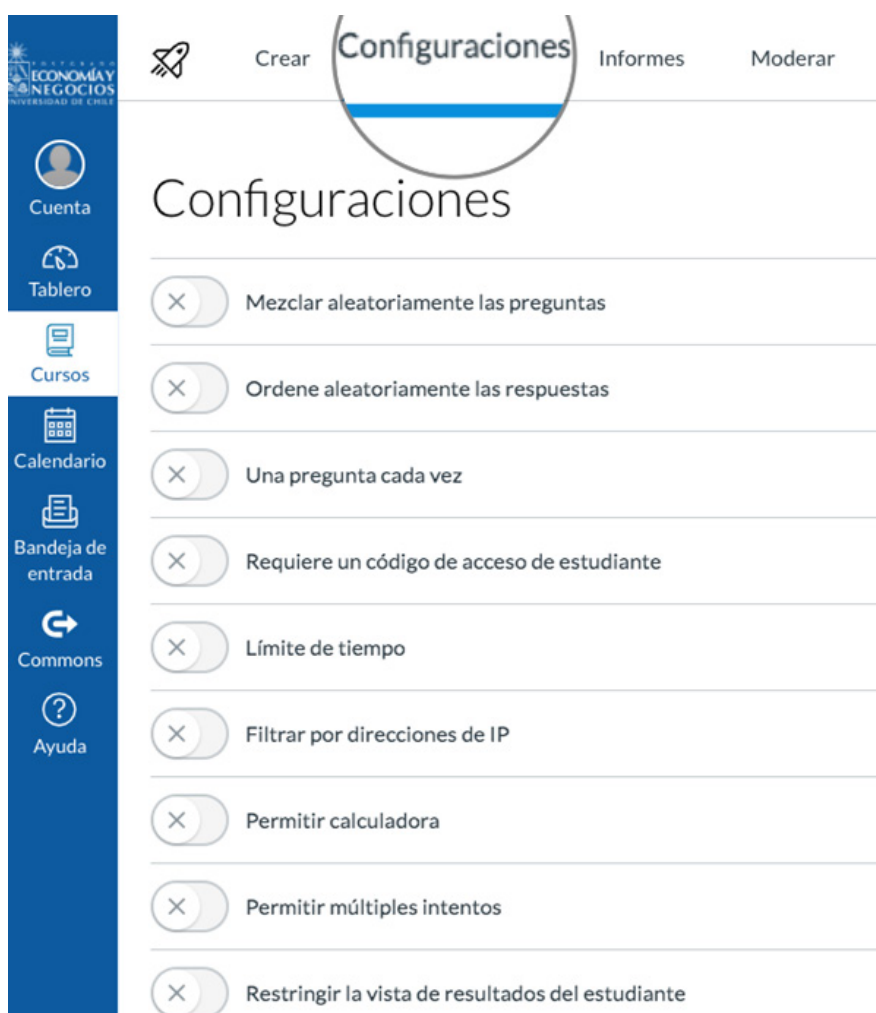 POSTGRADO
ECONOMÍA Y
NEGOCIOS
UNIVERSIDAD DE CHILE
Crear
Configuraciones
Informes
Moderar
Cuenta
Tablero
Cursos
Calendario
Bandeja de
entrada
Commons
Ayuda
Configuraciones
Mezclar aleatoriamente las preguntas
Ordene aleatoriamente las respuestas
Una pregunta cada vez
Requiere un código de acceso de estudiante
Límite de tiempo
Filtrar por direcciones de IP
Permitir calculadora
Permitir múltiples intentos
Restringir la vista de resultados del estudiante